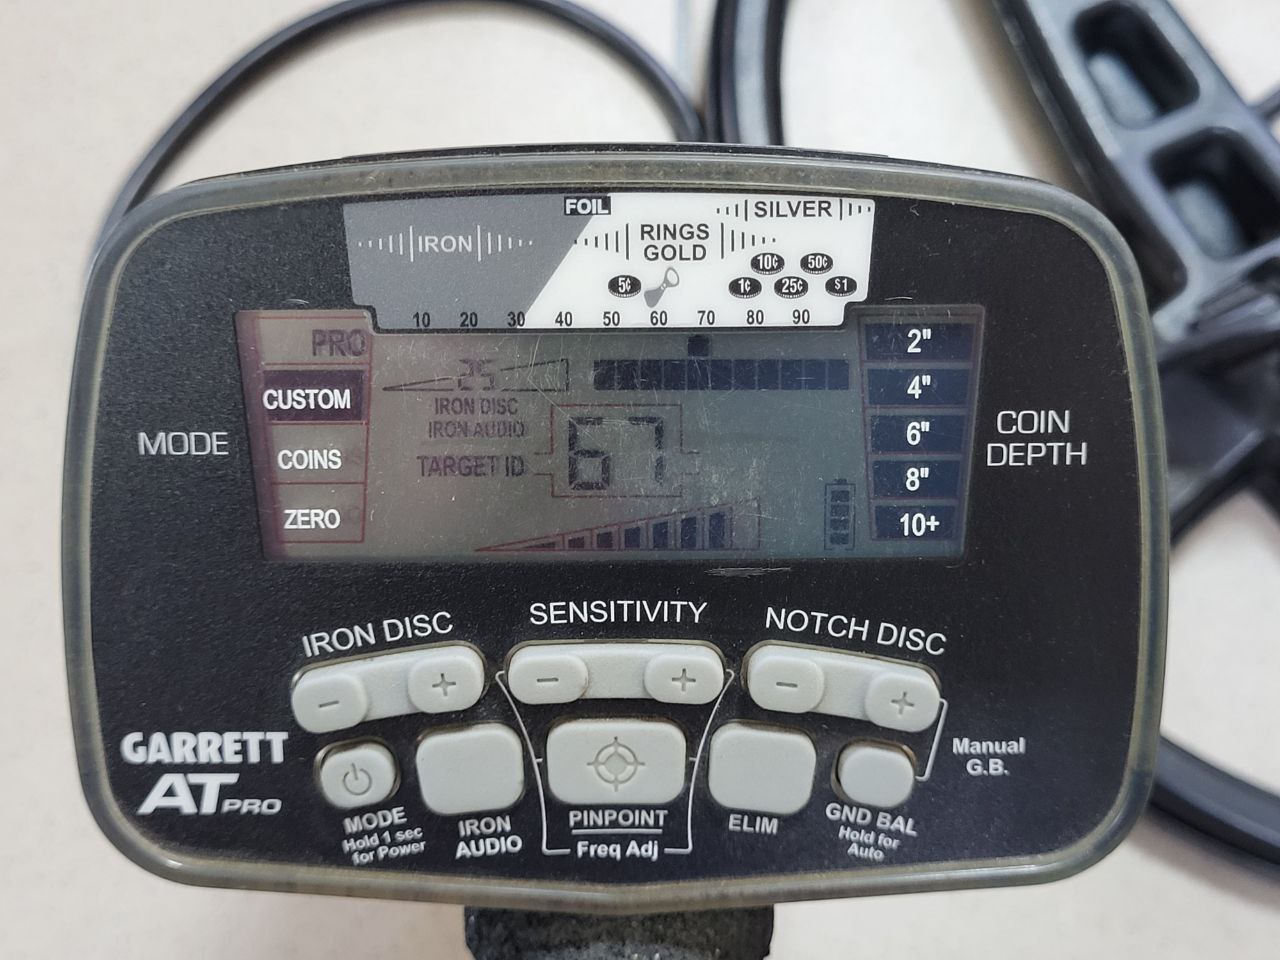 FOIL
SILVER
IRON
RINGS
GOLD
10¢ 50¢
5¢ 1¢ 25¢ $1
10 20 30 40 50 60 70 80 90
PRO
25
2"
CUSTOM
4"
IRON DISC
IRON AUDIO
67
6"
COIN
DEPTH
MODE
COINS
TARGET ID
8"
ZERO
10+
IRON DISC
SENSITIVITY
NOTCH DISC
- +
- +
- +
GARRETT
AT PRO
MODE
Hold 1 sec
for Power
IRON
AUDIO
PINPOINT
Freq Adj
ELIM
GND BAL
Hold for
Auto
Manual
G.B.